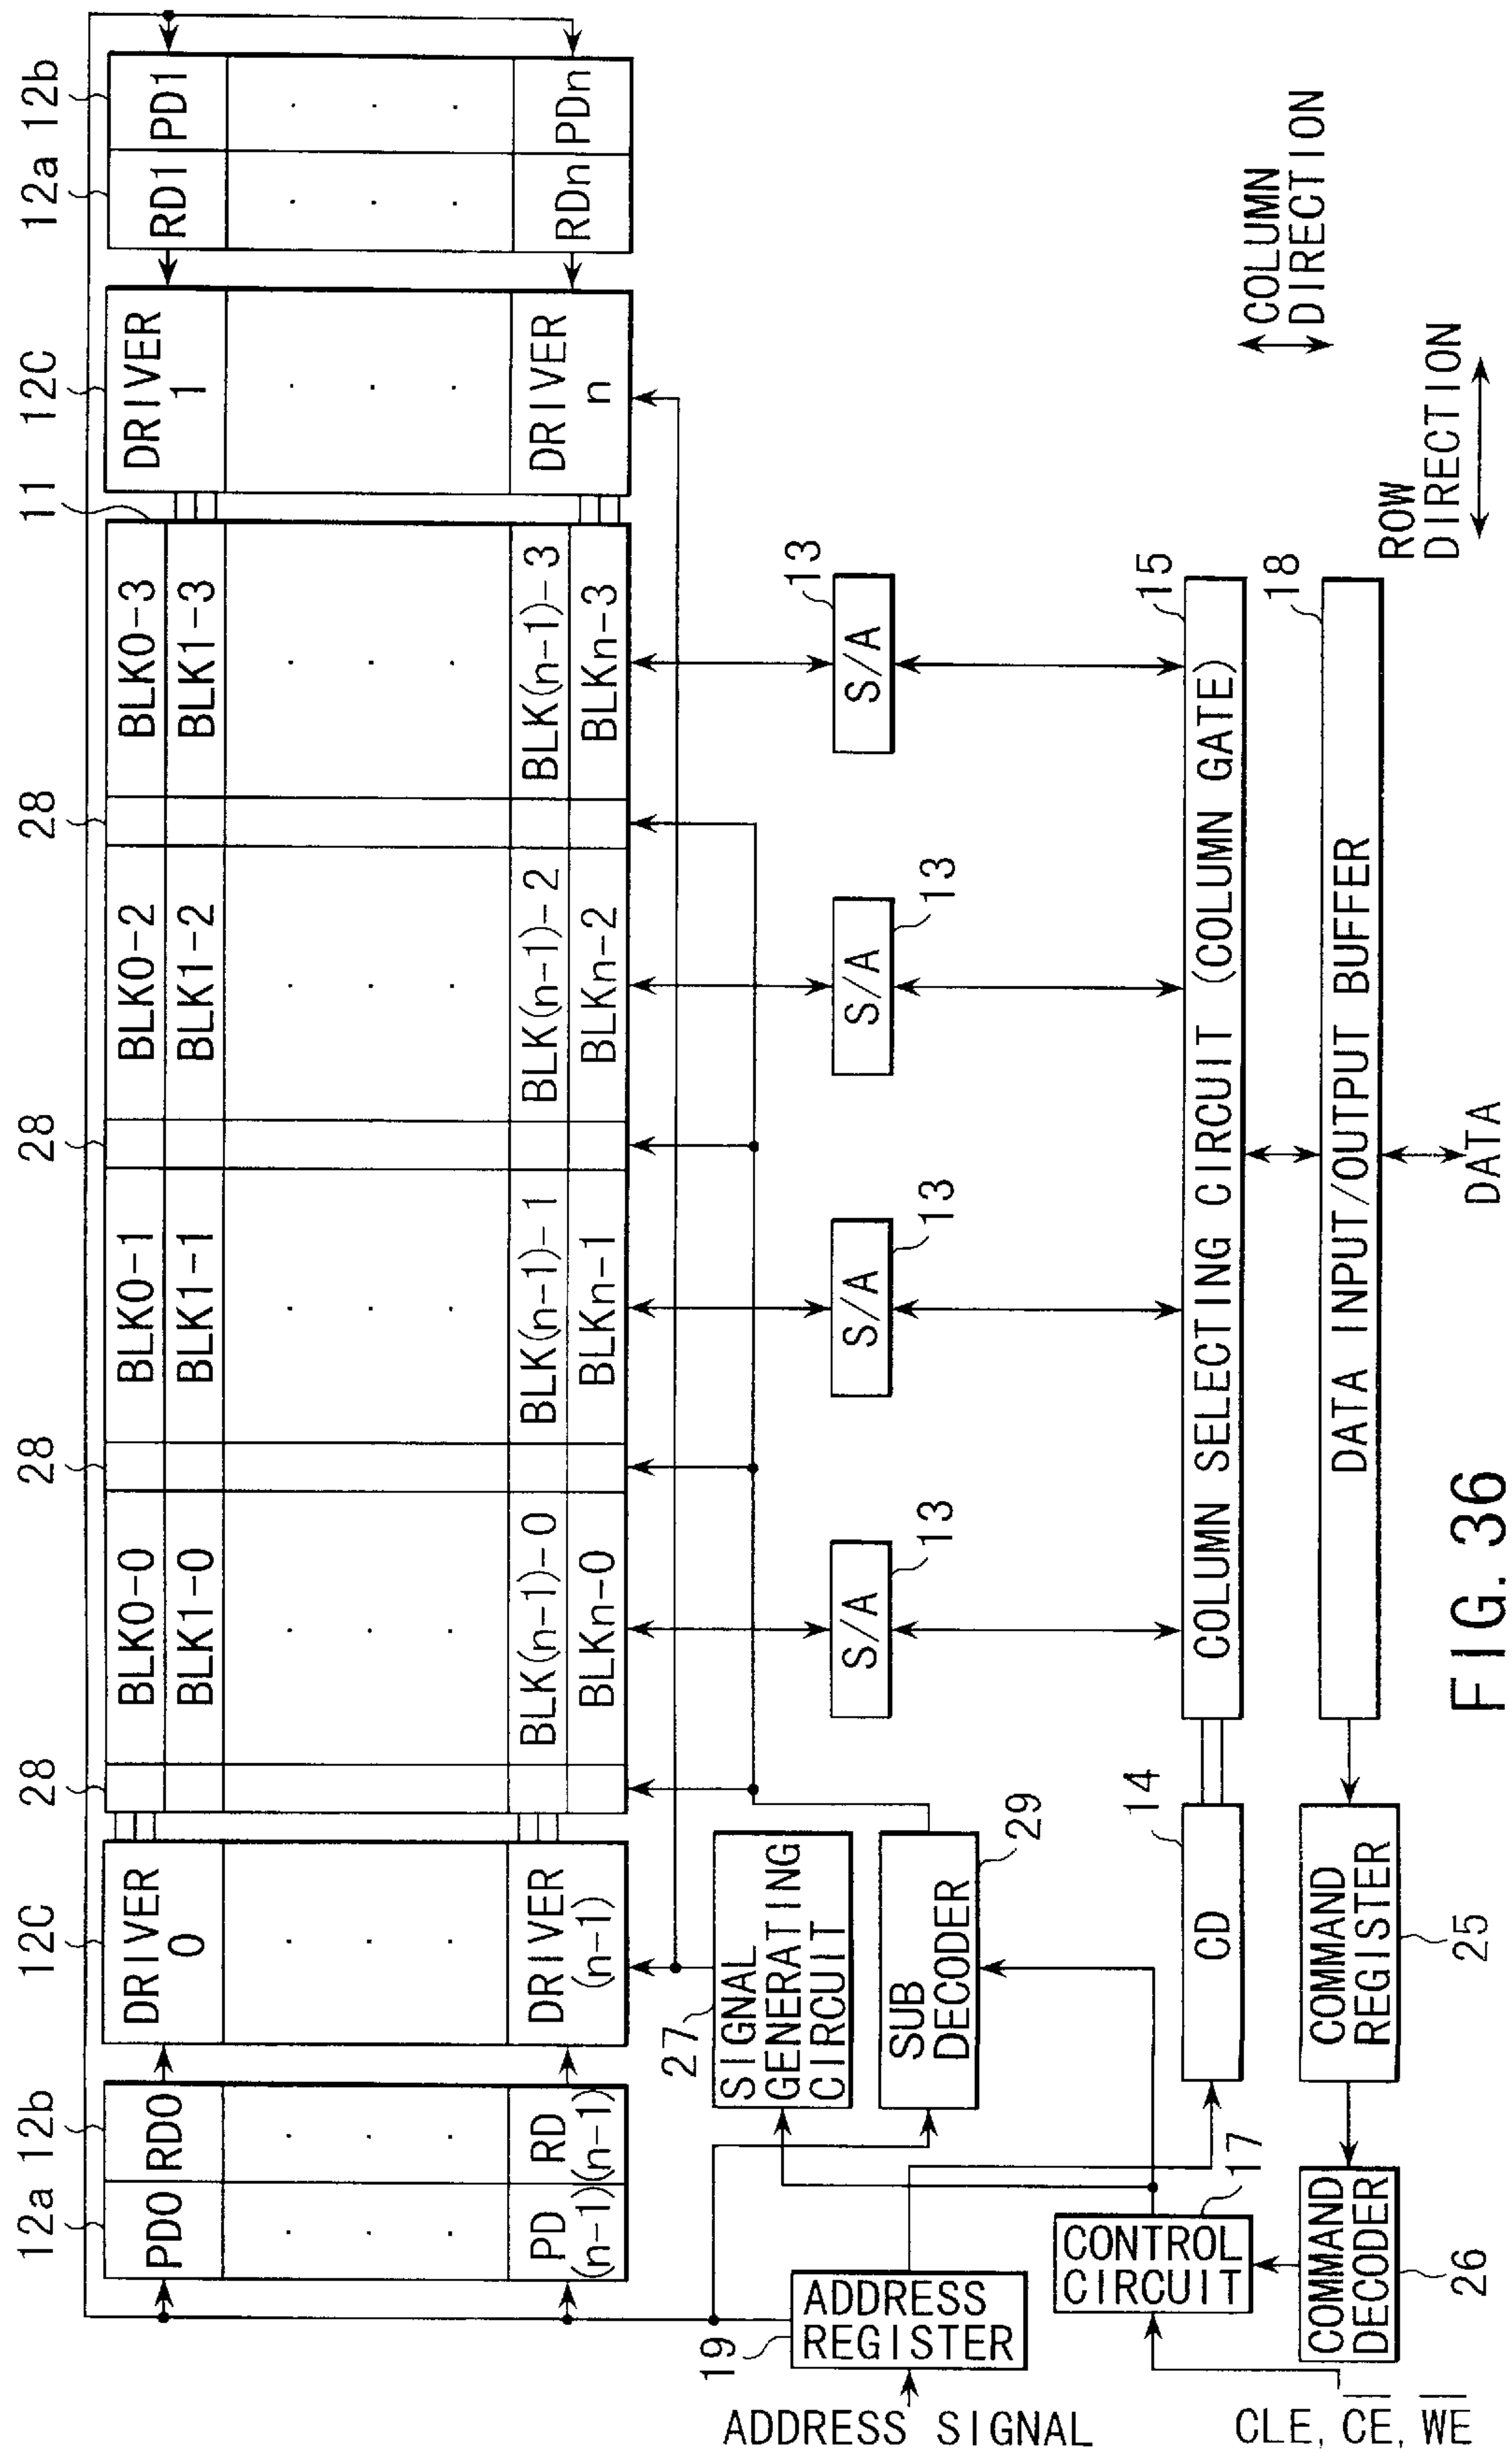 12a
12b
12C
28
28
28
28
11
12C
12a
12b
PD0
RD0
DRIVER
0
BLK0-0
BLK0-1
BLK0-2
BLK0-3
BLK1-0
BLK1-1
BLK1-2
BLK1-3
DRIVER
1
RD1
PD1
PD
(n-1)
RD
(n-1)
DRIVER
(n-1)
BLK(n-1)-0
BLK(n-1)-1
BLK(n-1)-2
BLK(n-1)-3
BLKn-0
BLKn-1
BLKn-2
BLKn-3
DRIVER
n
RDn
PDn
27
SIGNAL
GENERATING
CIRCUIT
19
ADDRESS
REGISTER
ADDRESS SIGNAL
SUB
DECODER
29
S/A
13
S/A
13
S/A
13
S/A
13
CONTROL
CIRCUIT
17
14
CD
15
COLUMN SELECTING CIRCUIT (COLUMN GATE)
COLUMN
DIRECTION
CLE, C̅E̅, W̅E̅
COMMAND
DECODER
26
COMMAND
REGISTER
25
18
DATA INPUT/OUTPUT BUFFER
ROW
DIRECTION
DATA
FIG. 36